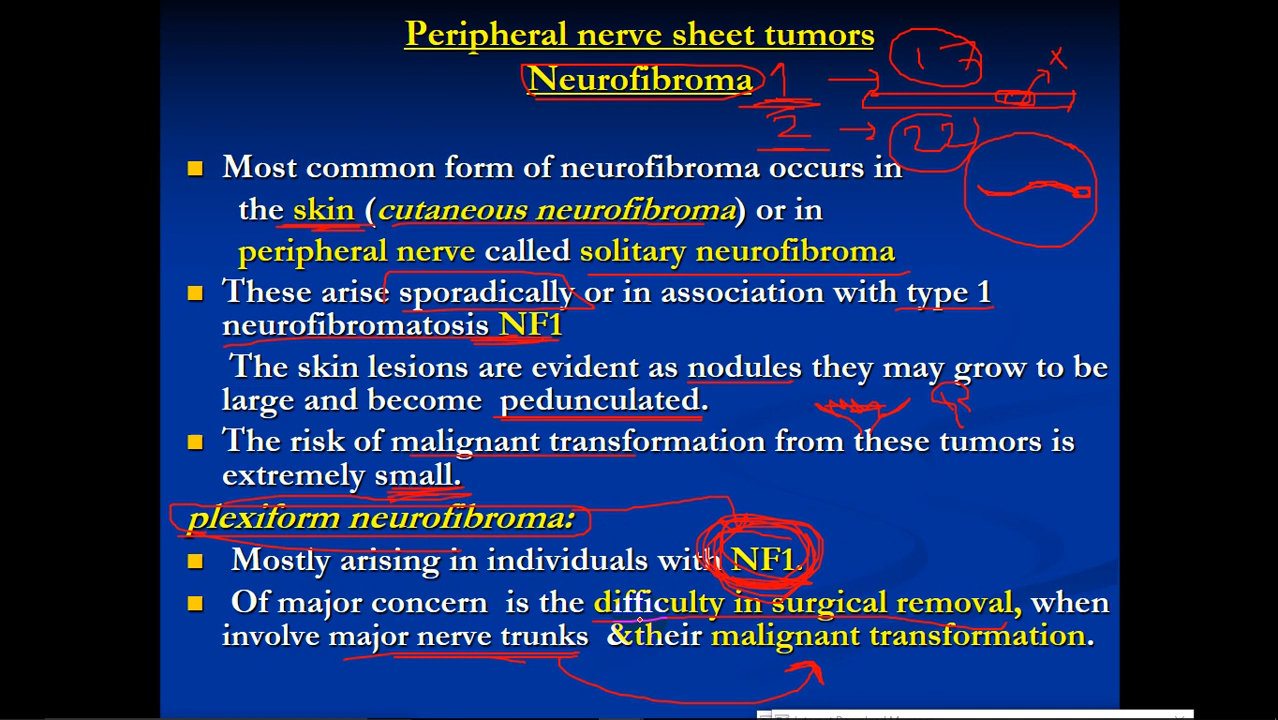 Peripheral nerve sheet tumors
Neurofibroma
1 17 X
2 22
Most common form of neurofibroma occurs in
the skin (cutaneous neurofibroma) or in
peripheral nerve called solitary neurofibroma
These arise sporadically or in association with type 1
neurofibromatosis NF1
The skin lesions are evident as nodules they may grow to be
large and become pedunculated.
The risk of malignant transformation from these tumors is
extremely small.
plexiform neurofibroma:
Mostly arising in individuals with NF1.
Of major concern is the difficulty in surgical removal, when
involve major nerve trunks &their malignant transformation.